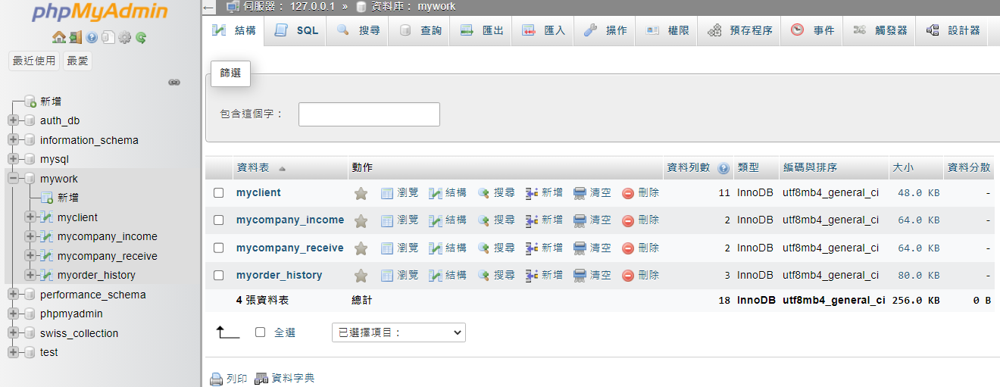 phpMyAdmin
最近使用 最愛
新增
auth_db
information_schema
mysql
mywork
新增
myclient
mycompany_income
mycompany_receive
myorder_history
performance_schema
phpmyadmin
swiss_collection
test
← 伺服器： 127.0.0.1 » 資料庫： mywork
結構 SQL 搜尋 查詢 匯出 匯入 操作 權限 預存程序 事件 觸發器 設計器
篩選
包含這個字：
資料表 動作 資料列數 類型 編碼與排序 大小 資料分散
myclient 瀏覽 結構 搜尋 新增 清空 刪除 11 InnoDB utf8mb4_general_ci 48.0 KB -
mycompany_income 瀏覽 結構 搜尋 新增 清空 刪除 2 InnoDB utf8mb4_general_ci 64.0 KB -
mycompany_receive 瀏覽 結構 搜尋 新增 清空 刪除 2 InnoDB utf8mb4_general_ci 64.0 KB -
myorder_history 瀏覽 結構 搜尋 新增 清空 刪除 3 InnoDB utf8mb4_general_ci 80.0 KB -
4 張資料表 總計 18 InnoDB utf8mb4_general_ci 256.0 KB 0 B
全選 已選擇項目：
列印 資料字典